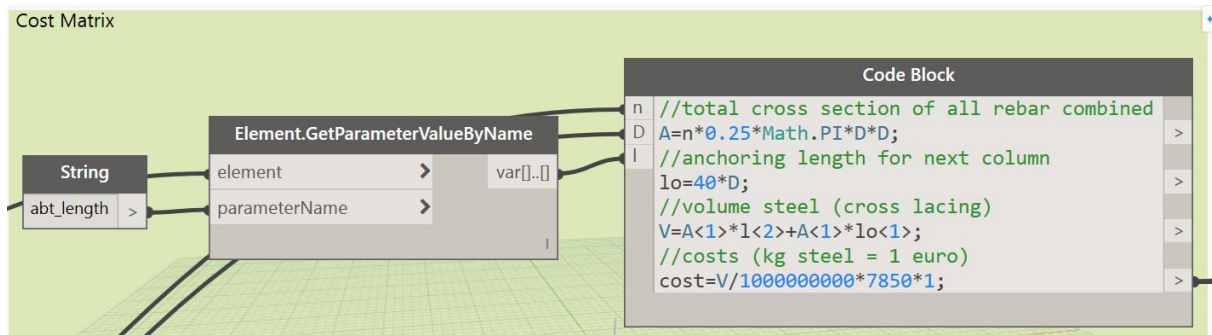 Cost Matrix
String
abt_length >
Element.GetParameterValueByName
element > var[]..[]
parameterName >
l
Code Block
n //total cross section of all rebar combined
D A=n*0.25*Math.PI*D*D; >
l //anchoring length for next column
lo=40*D; >
//volume steel (cross lacing)
V=A<1>*l<2>+A<1>*lo<1>; >
//costs (kg steel = 1 euro)
cost=V/1000000000*7850*1; >